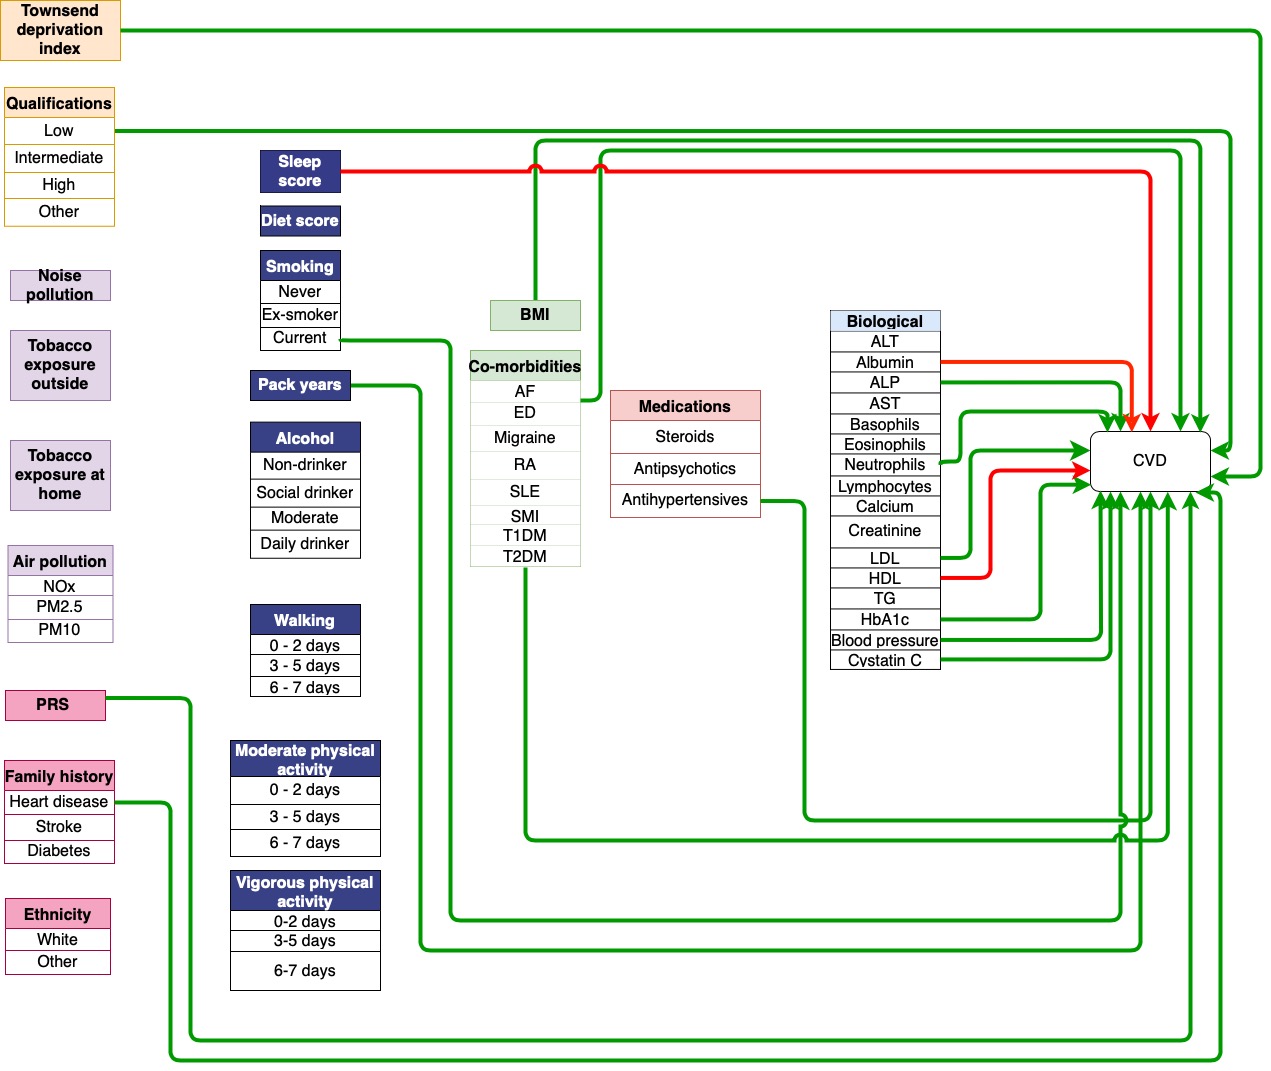 Townsend
deprivation
index
Qualifications
Low
Intermediate
High
Other
Noise
pollution
Tobacco
exposure
outside
Tobacco
exposure at
home
Air pollution
NOx
PM2.5
PM10
PRS
Family history
Heart disease
Stroke
Diabetes
Ethnicity
White
Other
Sleep
score
Diet score
Smoking
Never
Ex-smoker
Current
Pack years
Alcohol
Non-drinker
Social drinker
Moderate
Daily drinker
Walking
0 - 2 days
3 - 5 days
6 - 7 days
Moderate physical
activity
0 - 2 days
3 - 5 days
6 - 7 days
Vigorous physical
activity
0-2 days
3-5 days
6-7 days
BMI
Co-morbidities
AF
ED
Migraine
RA
SLE
SMI
T1DM
T2DM
Medications
Steroids
Antipsychotics
Antihypertensives
Biological
ALT
Albumin
ALP
AST
Basophils
Eosinophils
Neutrophils
Lymphocytes
Calcium
Creatinine
LDL
HDL
TG
HbA1c
Blood pressure
Cystatin C
CVD